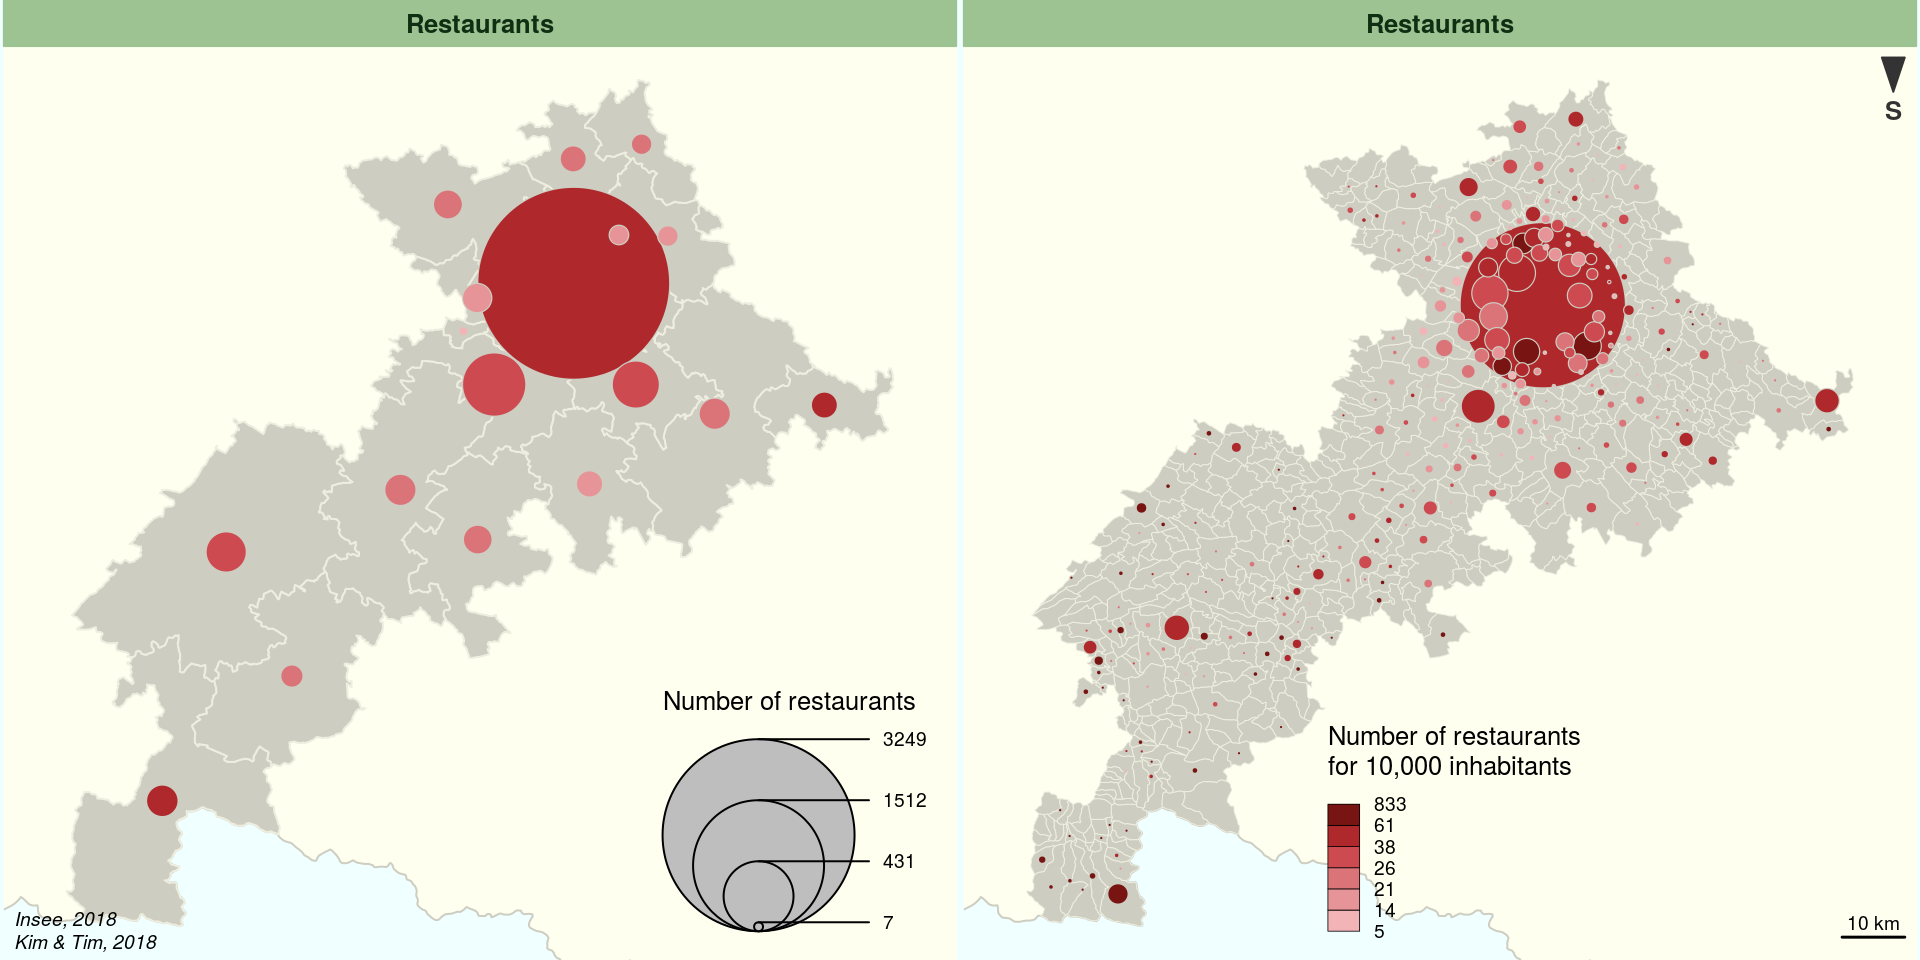 Restaurants
Restaurants
S
Number of restaurants
3249
1512
431
7
Number of restaurants
for 10,000 inhabitants
833
61
38
26
21
14
5
Insee, 2018
Kim & Tim, 2018
10 km